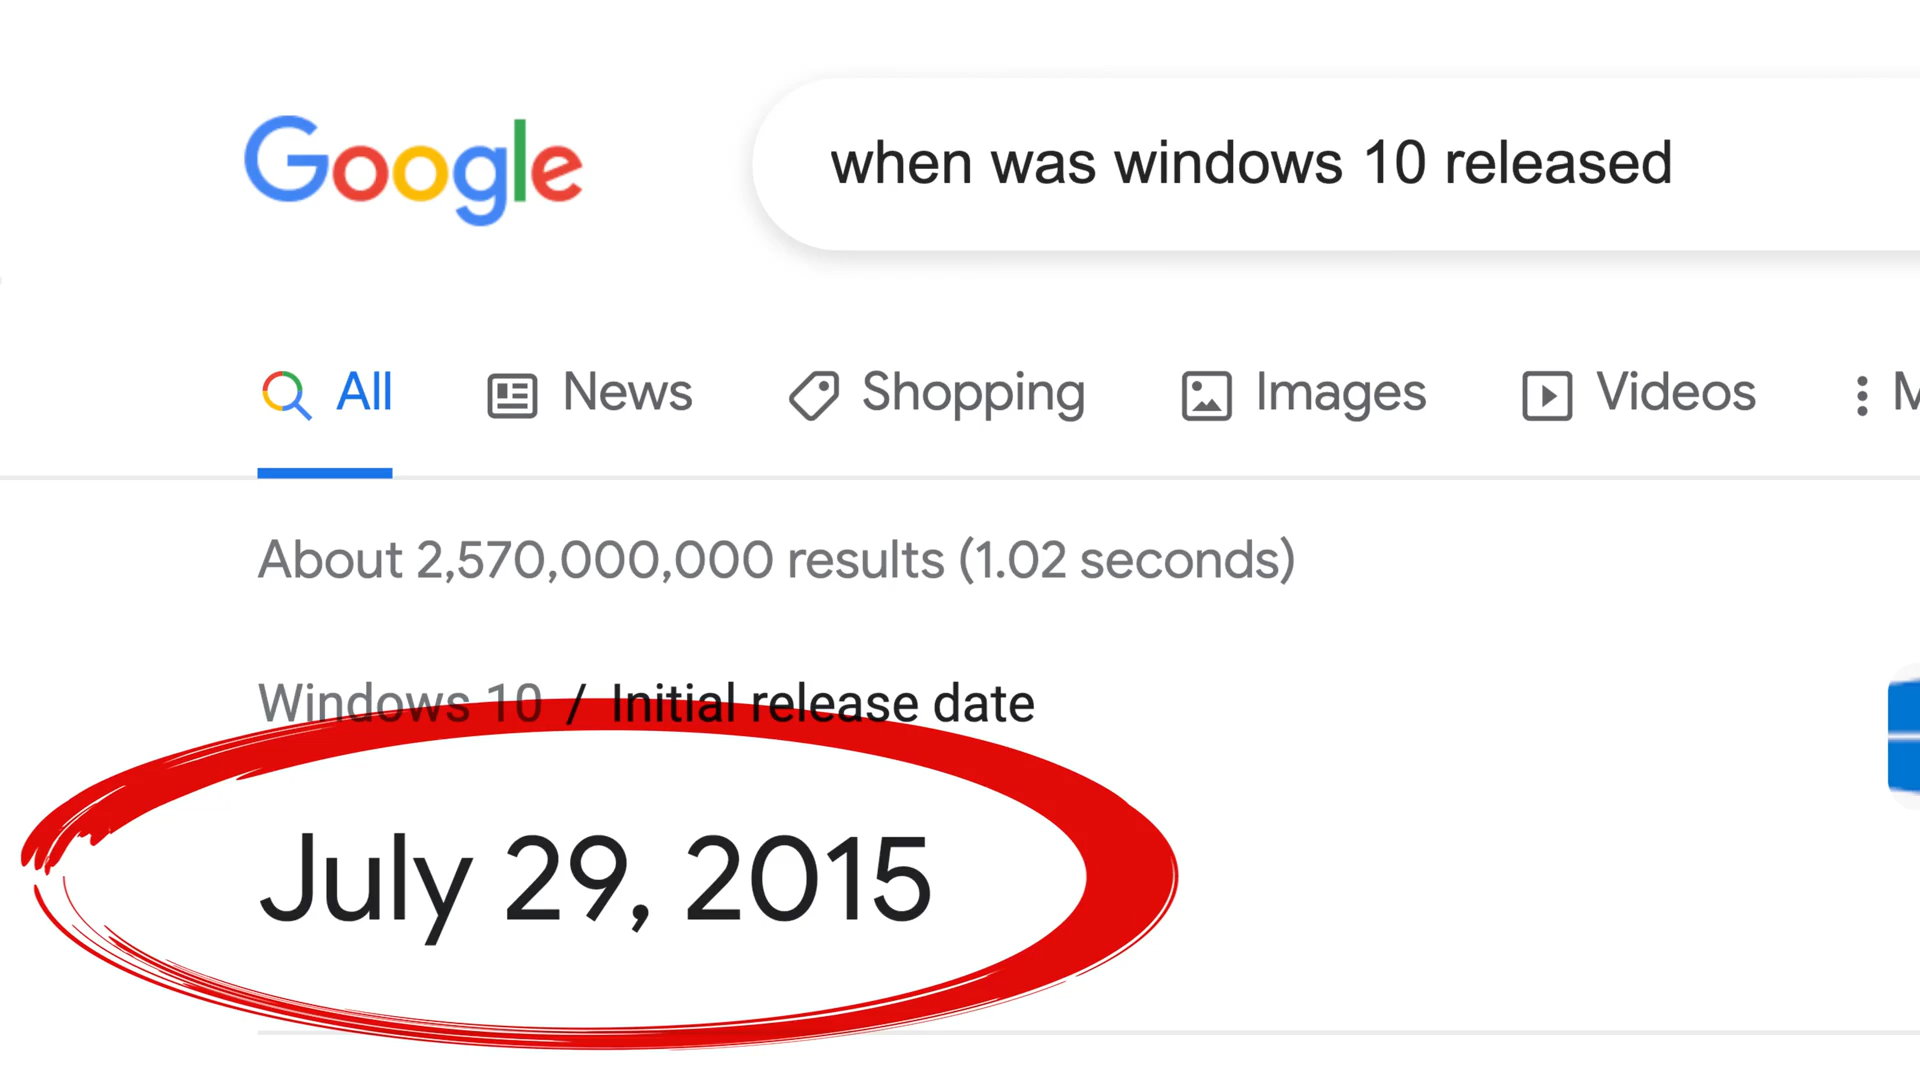 Google
when was windows 10 released
All News Shopping Images Videos
About 2,570,000,000 results (1.02 seconds)
Windows 10 / Initial release date
July 29, 2015